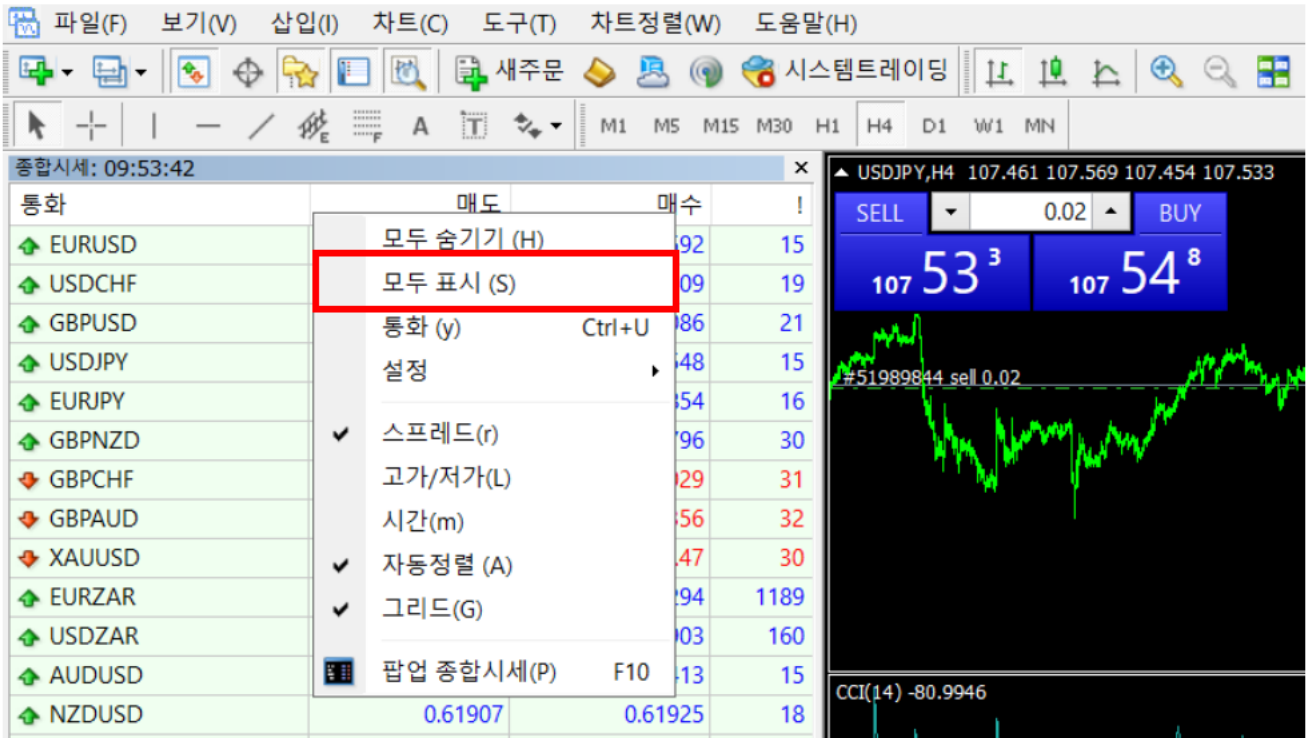 파일(F) 보기(V) 삽입(I) 차트(C) 도구(T) 차트정렬(W) 도움말(H)
새주문 시스템트레이딩
E F A T M1 M5 M15 M30 H1 H4 D1 W1 MN
종합시세: 09:53:42 ×
통화 매도 매수 !
EURUSD 592 15
USDCHF 09 19
GBPUSD 986 21
USDJPY 548 15
EURJPY 354 16
GBPNZD 796 30
GBPCHF 029 31
GBPAUD 356 32
XAUUSD .47 30
EURZAR 294 1189
USDZAR 003 160
AUDUSD 413 15
NZDUSD 0.61907 0.61925 18
모두 숨기기 (H)
모두 표시 (S)
통화 (y) Ctrl+U
설정
스프레드(r)
고가/저가(L)
시간(m)
자동정렬 (A)
그리드(G)
팝업 종합시세(P) F10
USDJPY,H4 107.461 107.569 107.454 107.533
SELL 0.02 BUY
107 53 3 107 54 8
#51989844 sell 0.02
CCI(14) -80.9946